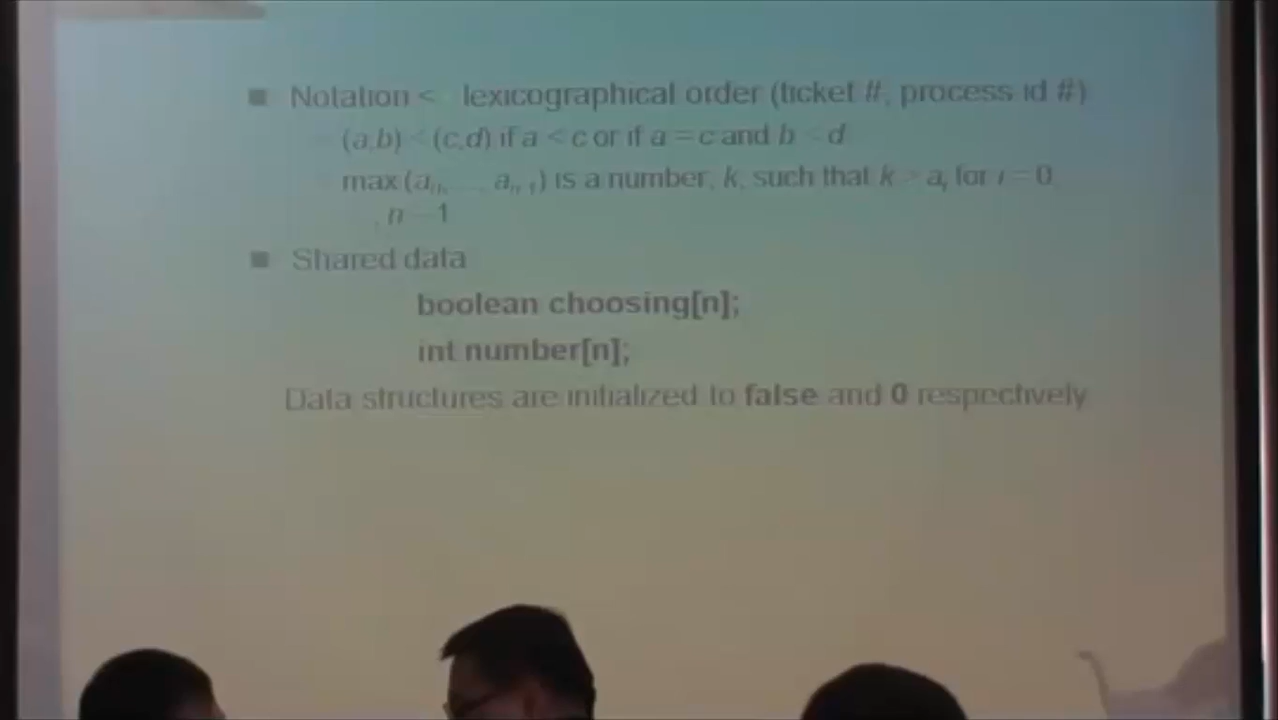 ■ Notation < lexicographical order (ticket #, process id #)
(a,b) < (c,d) if a < c or if a = c and b < d
max (a0, …, an-1) is a number, k, such that k > ai for i = 0
, n – 1
■ Shared data
boolean choosing[n];
int number[n];
Data structures are initialized to false and 0 respectively